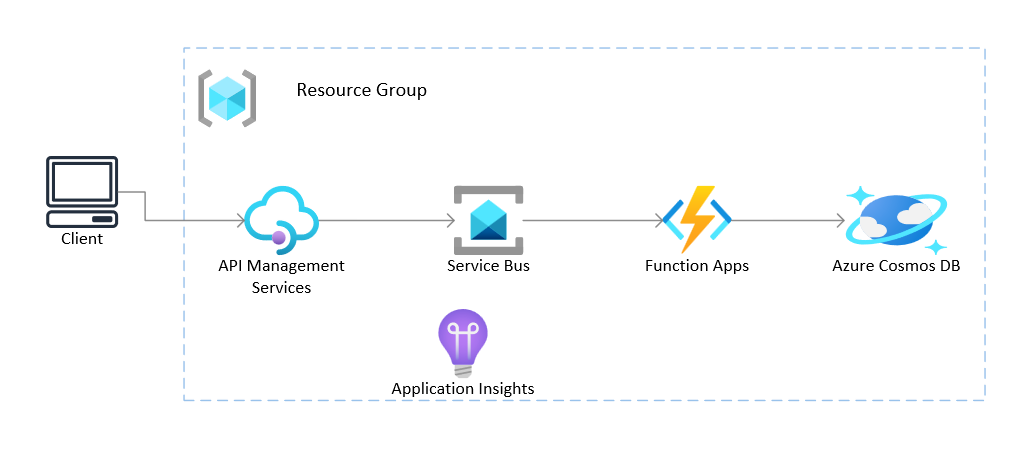 Resource Group
Client
API Management
Services
Service Bus
Function Apps
Azure Cosmos DB
Application Insights